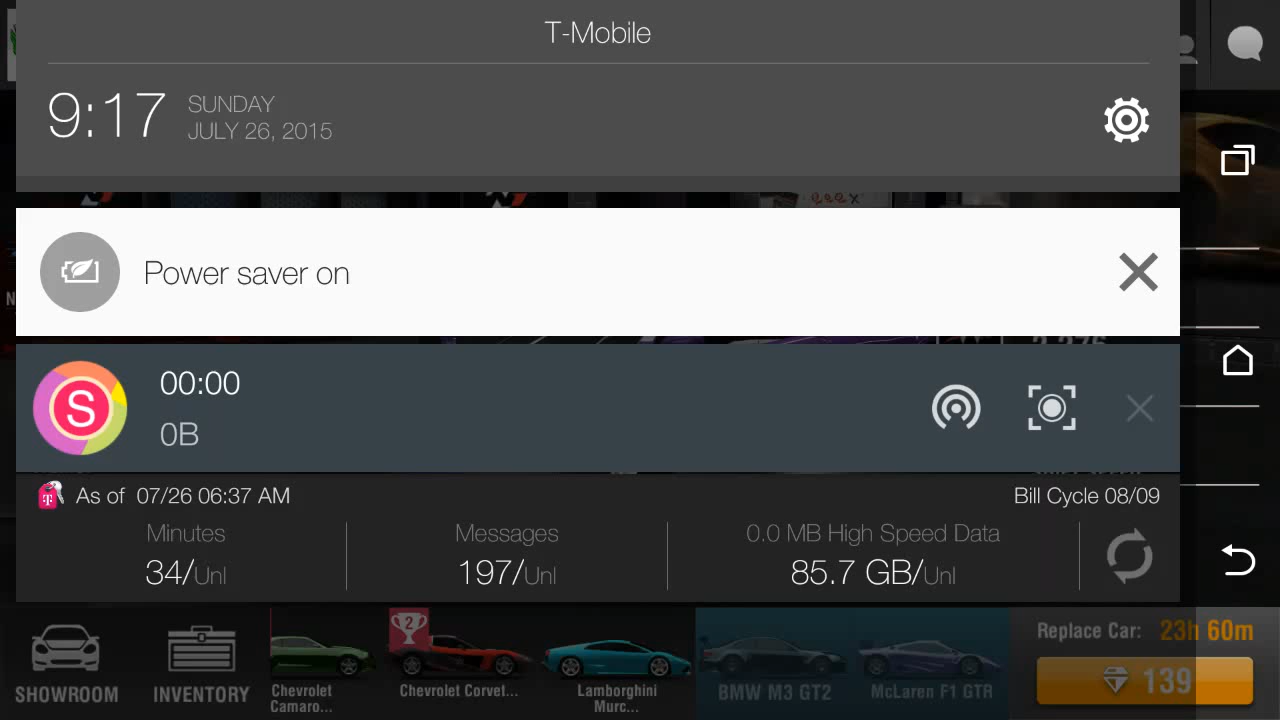 T-Mobile
9:17
SUNDAY
JULY 26, 2015
Power saver on
S
00:00
0B
T As of 07/26 06:37 AM
Bill Cycle 08/09
Minutes
34/Unl
Messages
197/Unl
0.0 MB High Speed Data
85.7 GB/Unl
SHOWROOM
INVENTORY
Chevrolet
Camaro...
2
Chevrolet Corvet...
Lamborghini
Murc...
BMW M3 GT2
McLaren F1 GTR
Replace Car: 23h 60m
139